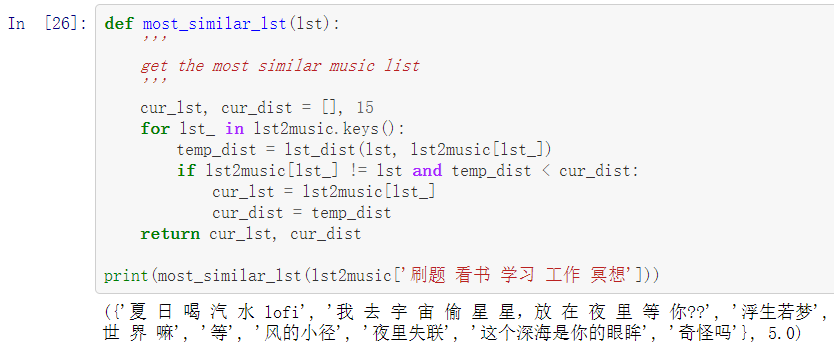 In [26]: def most_similar_lst(lst):
    '''
    get the most similar music list
    '''
    cur_lst, cur_dist = [], 15
    for lst_ in lst2music.keys():
        temp_dist = lst_dist(lst, lst2music[lst_])
        if lst2music[lst_] != lst and temp_dist < cur_dist:
            cur_lst = lst2music[lst_]
            cur_dist = temp_dist
    return cur_lst, cur_dist
print(most_similar_lst(lst2music['刷题 看书 学习 工作 冥想']))
({'夏 日 喝 汽 水 lofi', '我 去 宇 宙 偷 星 星，放 在 夜 里 等 你??', '浮生若梦',
世 界 嘛', '等', '风的小径', '夜里失联', '这个深海是你的眼眸', '奇怪吗'}, 5.0)